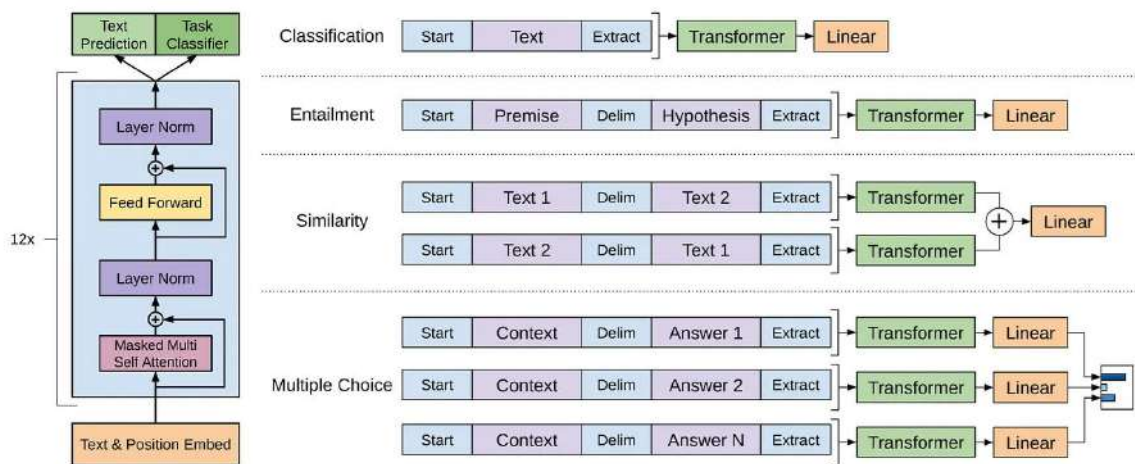 Text Prediction
Task Classifier
Layer Norm
Feed Forward
12x
Layer Norm
Masked Multi Self Attention
Text & Position Embed
Classification
Start Text Extract Transformer Linear
Entailment
Start Premise Delim Hypothesis Extract Transformer Linear
Similarity
Start Text 1 Delim Text 2 Extract Transformer
Start Text 2 Delim Text 1 Extract Transformer
Linear
Multiple Choice
Start Context Delim Answer 1 Extract Transformer Linear
Start Context Delim Answer 2 Extract Transformer Linear
Start Context Delim Answer N Extract Transformer Linear